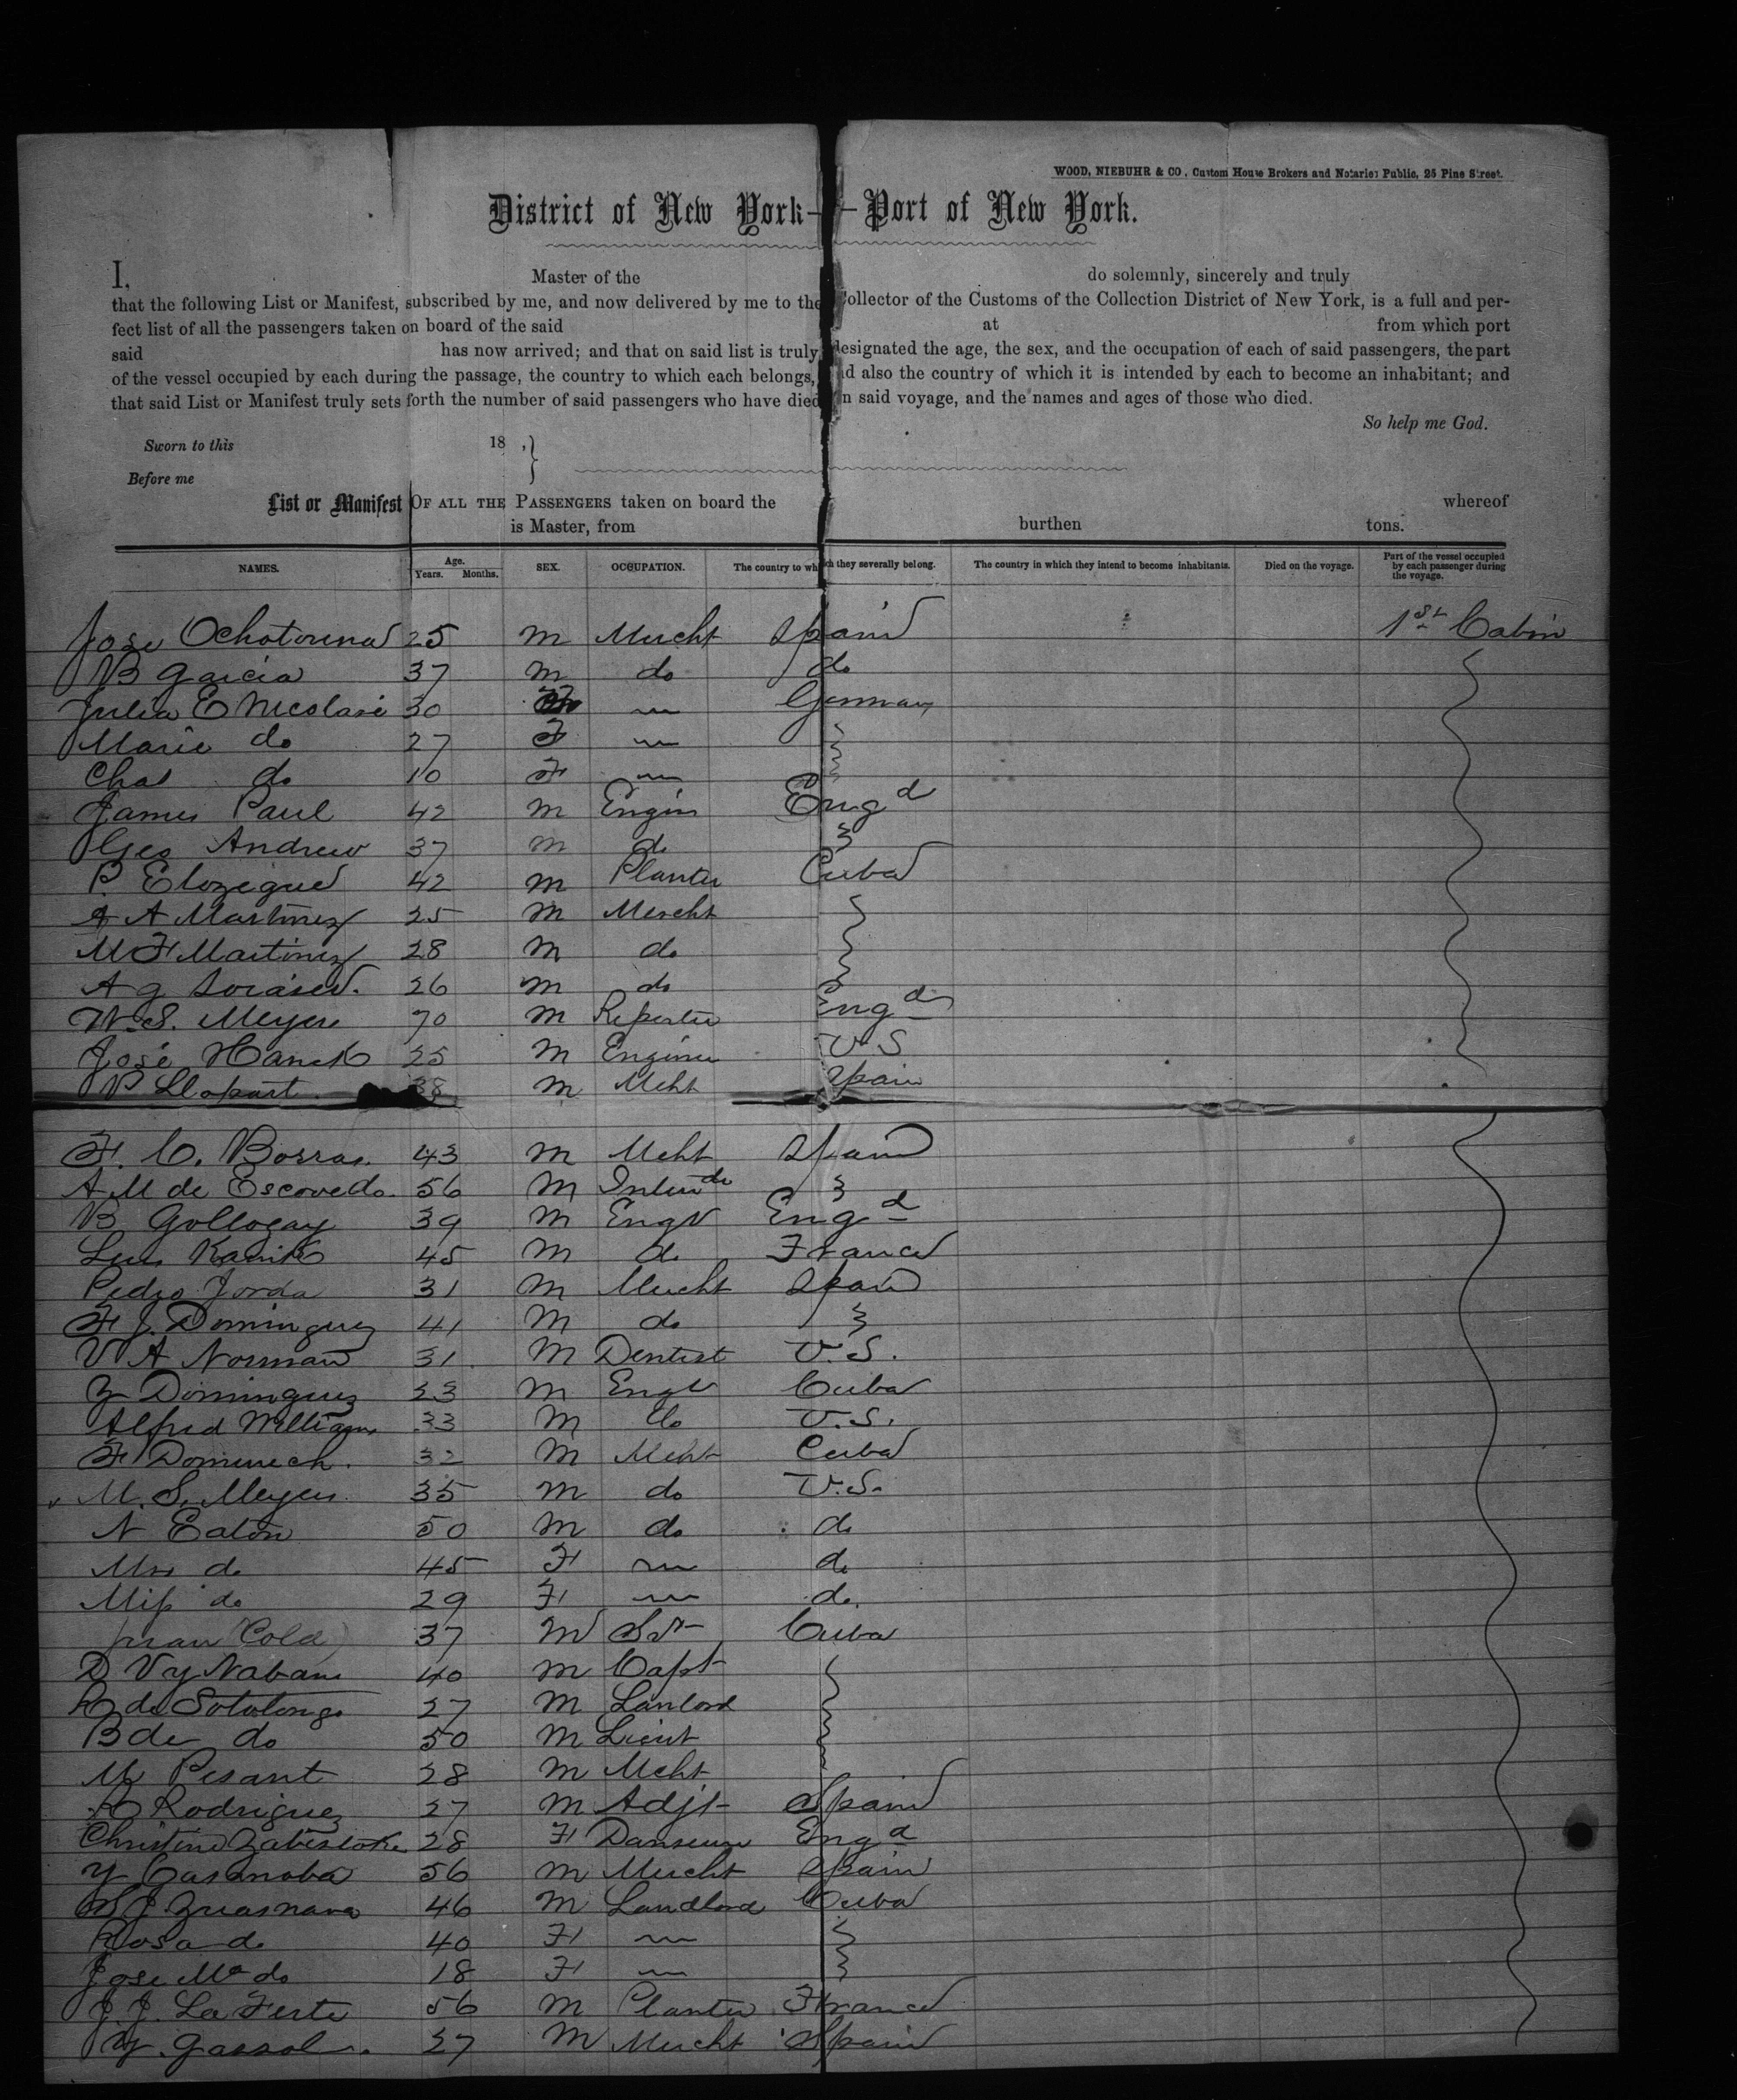 WOOD, NIEBUHR & CO, Custom House Brokers and Notaries Public, 25 Pine Street.
District of New York—Port of New York.
I, Master of the do solemnly, sincerely and truly
that the following List or Manifest, subscribed by me, and now delivered by me to the Collector of the Customs of the Collection District of New York, is a full and per-
fect list of all the passengers taken on board of the said at from which port
said has now arrived; and that on said list is truly designated the age, the sex, and the occupation of each of said passengers, the part
of the vessel occupied by each during the passage, the country to which each belongs, and also the country of which it is intended by each to become an inhabitant; and
that said List or Manifest truly sets forth the number of said passengers who have died on said voyage, and the names and ages of those who died.
So help me God.
Sworn to this 18 ,
Before me
List or Manifest OF ALL THE PASSENGERS taken on board the whereof
is Master, from burthen tons.
NAMES. Age. Years. Months. SEX. OCCUPATION. The country to which they severally belong. The country in which they intend to become inhabitants. Died on the voyage. Part of the vessel occupied by each passenger during the voyage.
Jose 25 m Mercht Spain 1st Cabin
B Garcia 37 m do do
Julia E Nicolasi 30 F German
Marie do 27 F
Chas do 10 F
James Paul 42 m Engin Engd
Geo Andrew 37 m do
P Elozegue 42 m Planter Cuba
A A Martinez 25 m Mercht
M F Martinez 28 m do
A G 26 m do
W. S. Meyer 70 m Reporter Engd
José Hanck 25 m Engineer U S
P Llopart 38 m Mcht Spain
F. C. Borras 43 m Mcht Spain
A M de Escovedo 56 m
B Gollogay 39 m Engr Engd
Luis 45 m do France
Pedro Jorda 31 m Mercht Spain
F J. Dominguez 41 m do
V A Norman 31 m Dentist U.S.
Dominguez 23 m Engr Cuba
Alfred Williams 33 m do U.S.
F Domenech 32 m Mcht Cuba
M. S. Meyers 35 m do U.S.
N Eaton 50 m do do
Mrs do 45 F do
Miss do 29 F do
Juan Cola 37 m Cuba
D V y Nabam 40 m Capt
R de Sotolongo 27 m Lanlord
B de do 50 m Lieut
M Pesant 28 m Mcht
R Rodriguez 27 m Adjt Spain
Christine 28 F Danseuse Engd
Y Casanoba 56 m Mercht Spain
J. 46 m Landlord Cuba
Rosa do 40 F
Jose Ma do 18 F
J. J. La Ferte 56 m Planter France
Y. Gassol 27 m Mercht Spain